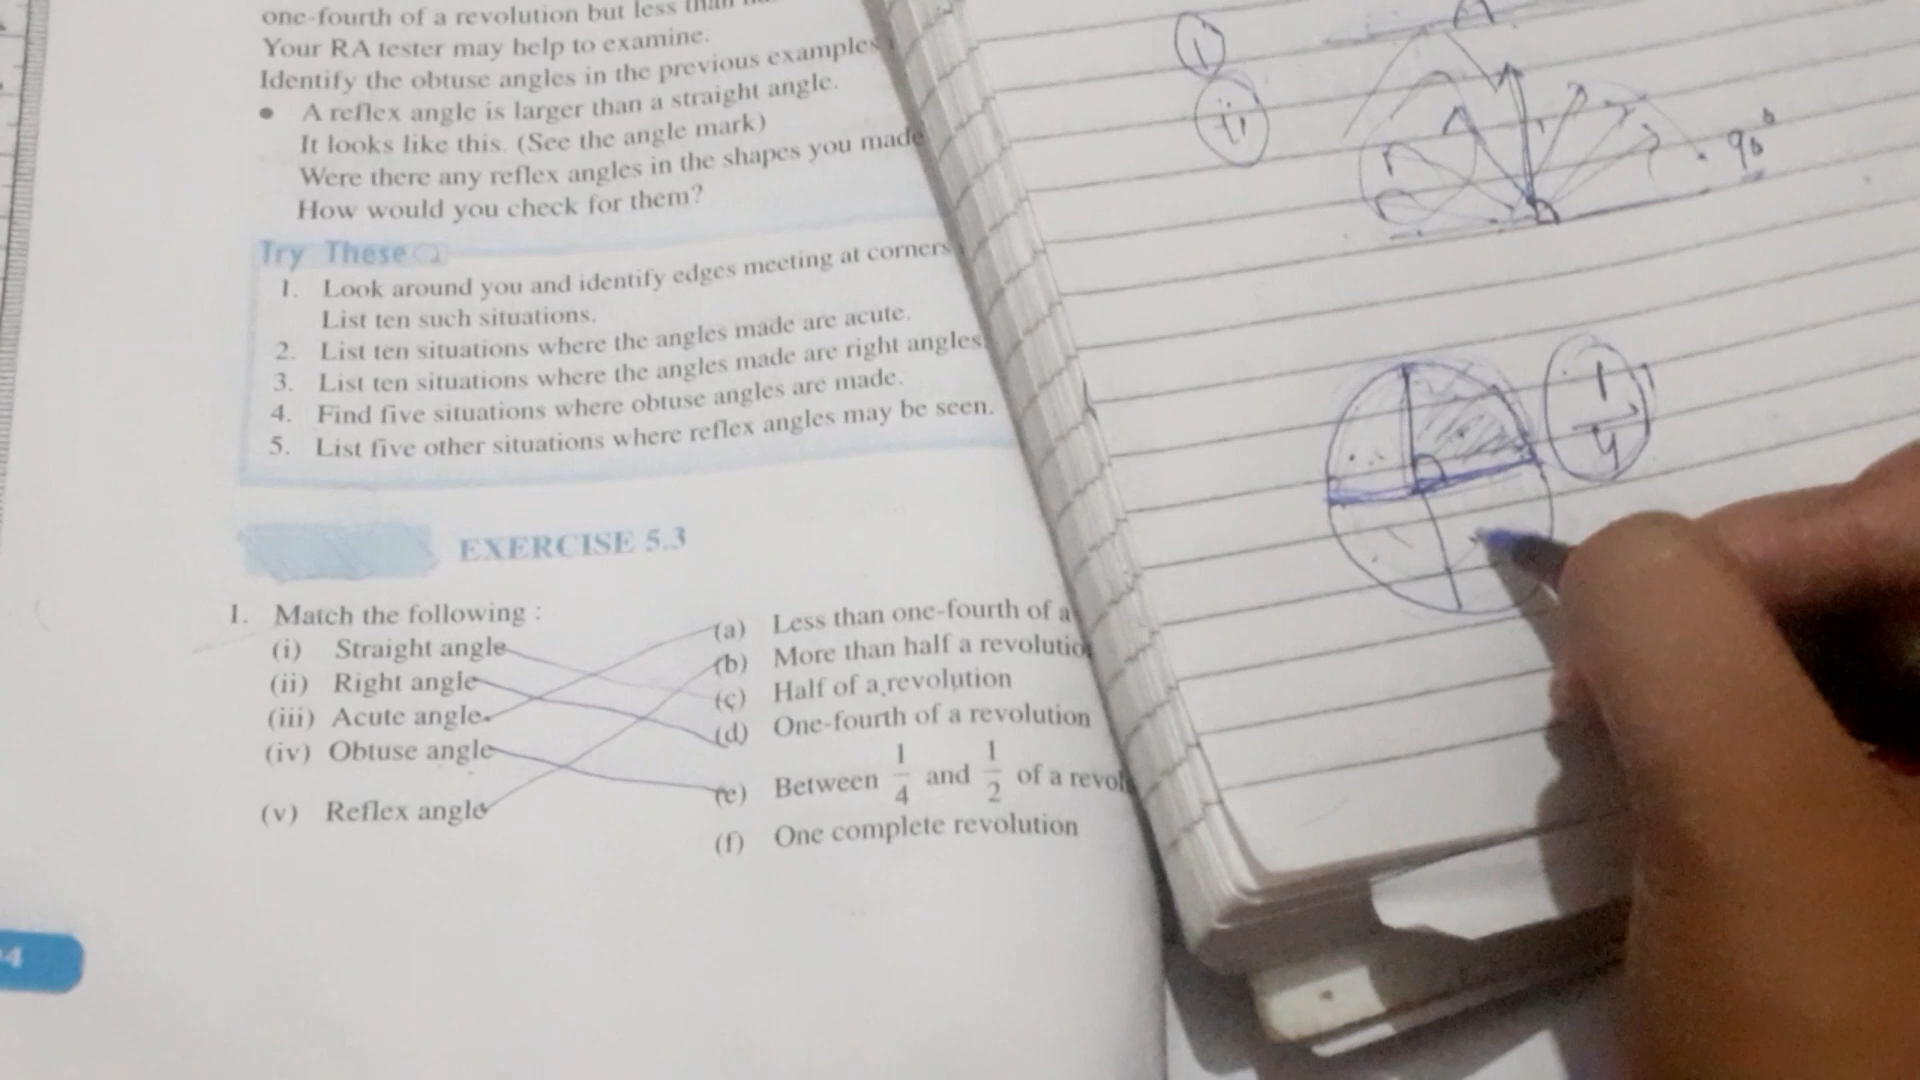 one-fourth of a revolution but less than
Your RA tester may help to examine.
Identify the obtuse angles in the previous examples
• A reflex angle is larger than a straight angle.
It looks like this. (See the angle mark)
Were there any reflex angles in the shapes you made
How would you check for them?
Try These
1. Look around you and identify edges meeting at corners
List ten such situations.
2. List ten situations where the angles made are acute.
3. List ten situations where the angles made are right angles.
4. Find five situations where obtuse angles are made.
5. List five other situations where reflex angles may be seen.
EXERCISE 5.3
1. Match the following :
(i) Straight angle (a) Less than one-fourth of a
(ii) Right angle (b) More than half a revolutio
(iii) Acute angle (c) Half of a revolution
(iv) Obtuse angle (d) One-fourth of a revolution
(e) Between 1/4 and 1/2 of a revol
(v) Reflex angle (f) One complete revolution
4
i
ii
90°
1/4